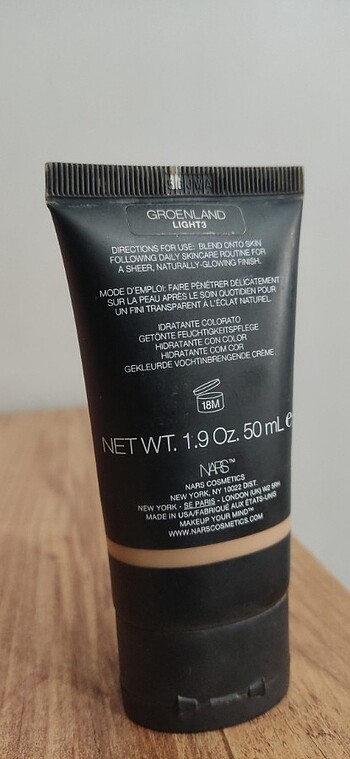 GROENLAND
LIGHT3
DIRECTIONS FOR USE: BLEND ONTO SKIN
FOLLOWING DAILY SKINCARE ROUTINE FOR
A SHEER, NATURALLY-GLOWING FINISH.
MODE D'EMPLOI: FAIRE PÉNÉTRER DÉLICATEMENT
SUR LA PEAU APRÈS LE SOIN QUOTIDIEN POUR
UN FINI TRANSPARENT À L'ÉCLAT NATUREL.
IDRATANTE COLORATO
GETÖNTE FEUCHTIGKEITSPFLEGE
HIDRATANTE CON COLOR
HIDRATANTE COM COR
GEKLEURDE VOCHTINBRENGENDE CRÈME
18M
NET WT. 1.9 Oz. 50 mL e
NARS™
NARS COSMETICS
NEW YORK, NY 10022 DIST.
NEW YORK - SE PARIS - LONDON (UK) W2 5RH
MADE IN USA/FABRIQUÉ AUX ÉTATS-UNIS
MAKEUP YOUR MIND™
WWW.NARSCOSMETICS.COM